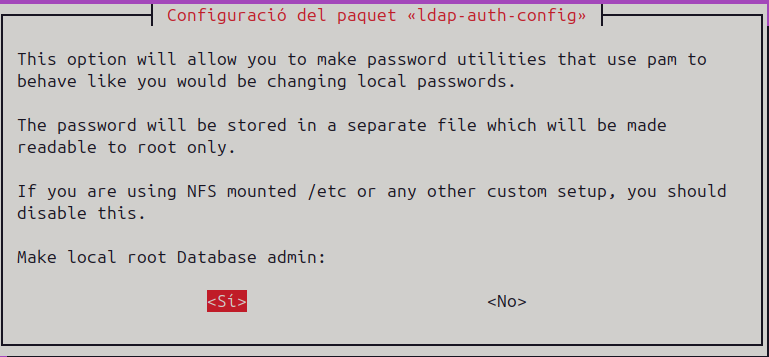 Configuració del paquet «ldap-auth-config»
This option will allow you to make password utilities that use pam to
behave like you would be changing local passwords.
The password will be stored in a separate file which will be made
readable to root only.
If you are using NFS mounted /etc or any other custom setup, you should
disable this.
Make local root Database admin:
<Sí> <No>